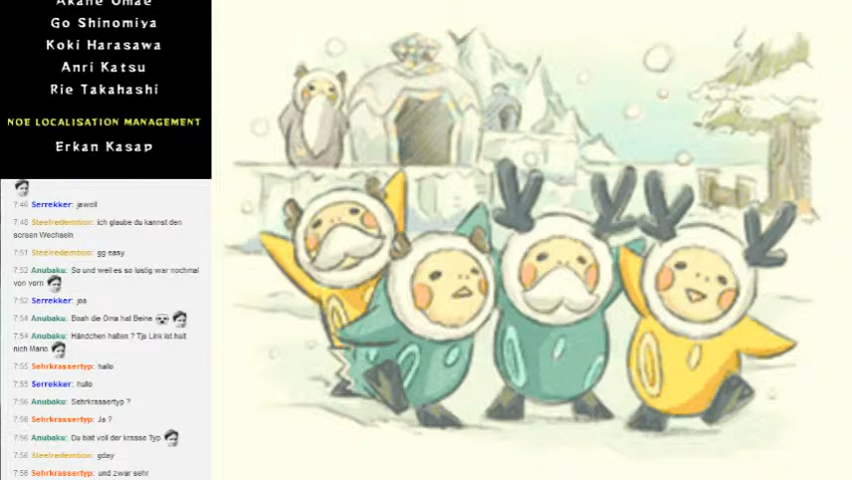 Akane Omae
Go Shinomiya
Koki Harasawa
Anri Katsu
Rie Takahashi
NOE LOCALISATION MANAGEMENT
Erkan Kasap
7:46 Serrekker: jawoll
7:48 Steelredemtion: ich glaube du kannst den
screen Wechseln
7:51 Steelredemtion: gg easy
7:52 Anubaku: So und weil es so lustig war nochmal
von vorn
7:53 Serrekker: joa
7:54 Anubaku: Boah die Oma hat Beine
7:54 Anubaku: Händchen halten ? Tja Link ist halt
nich Mario
7:55 Sehrkrassertyp: hallo
7:55 Serrekker: hullo
7:56 Anubaku: Sehrkrassertyp ?
7:56 Sehrkrassertyp: Ja ?
7:56 Anubaku: Du bist voll der krasse Typ
7:56 Steelredemtion: gday
7:56 Sehrkrassertyp: und zwar sehr